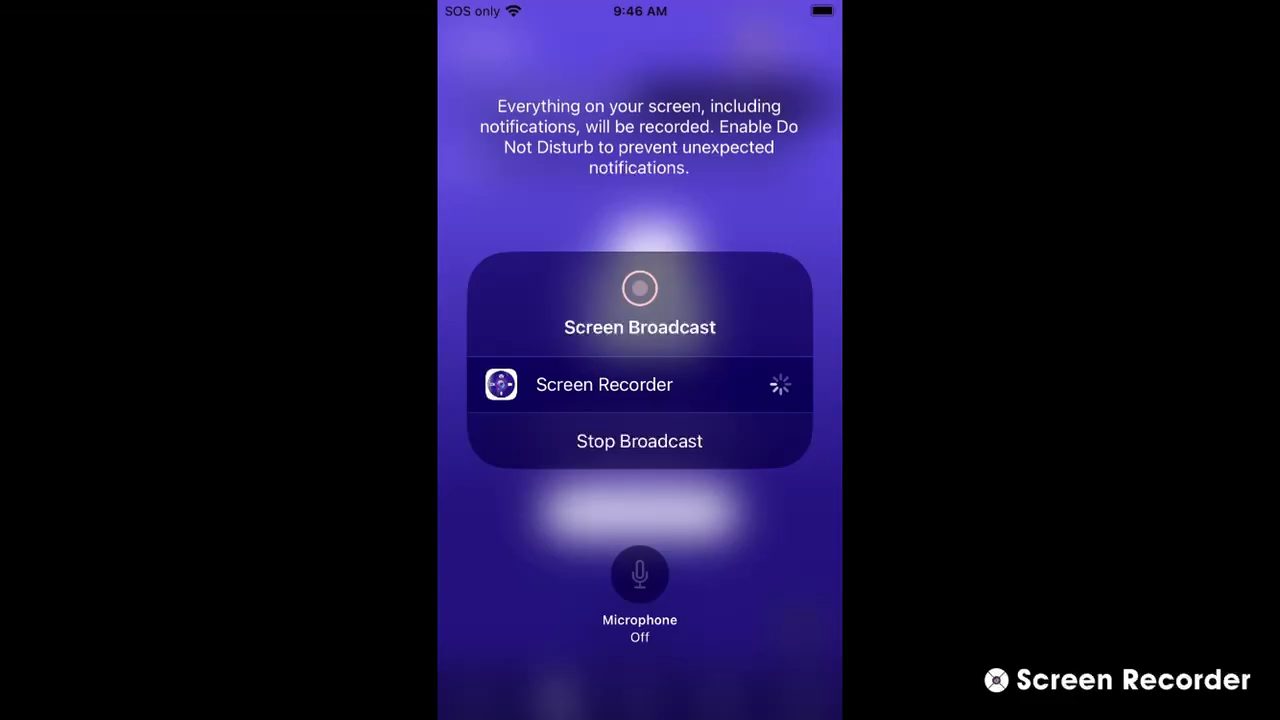 SOS only
9:46 AM
Everything on your screen, including
notifications, will be recorded. Enable Do
Not Disturb to prevent unexpected
notifications.
Screen Broadcast
Screen Recorder
Stop Broadcast
Microphone
Off
Screen Recorder